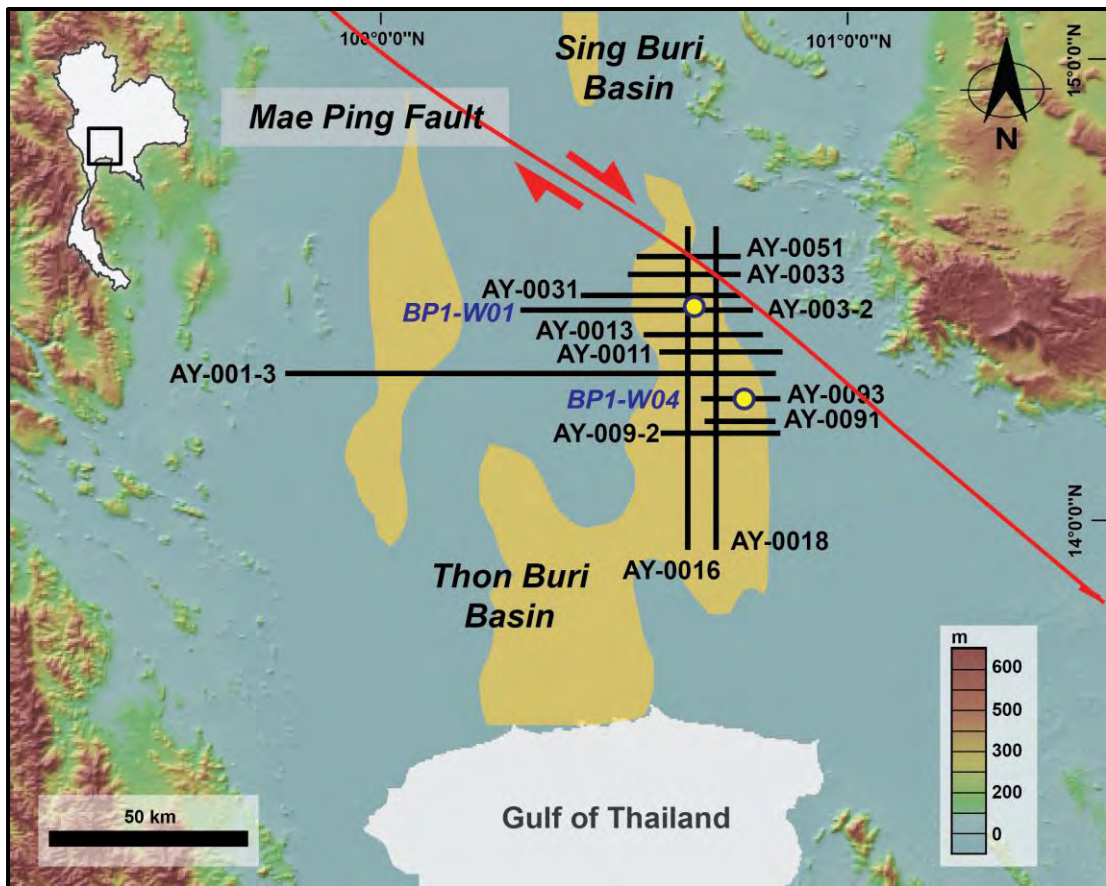 100°0'0"N
101°0'0"N
15°0'0"N
Sing Buri
Basin
Mae Ping Fault
N
AY-0051
AY-0033
AY-0031
BP1-W01
AY-003-2
AY-0013
AY-0011
AY-001-3
BP1-W04
AY-0093
AY-0091
AY-009-2
14°0'0"N
AY-0018
AY-0016
Thon Buri
Basin
m
600
500
300
200
0
50 km
Gulf of Thailand